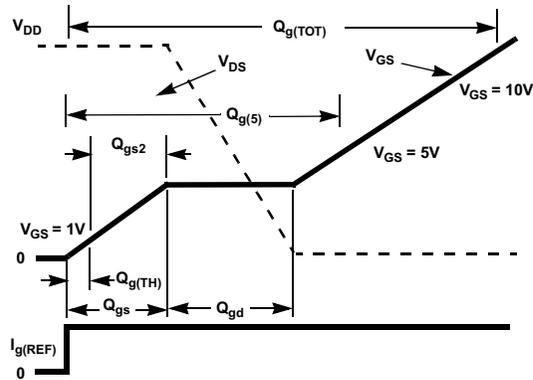 V_DD
Q_g(TOT)
V_DS
V_GS
V_GS = 10V
Q_g(5)
Q_gs2
V_GS = 5V
V_GS = 1V
0
Q_g(TH)
Q_gs
Q_gd
I_g(REF)
0